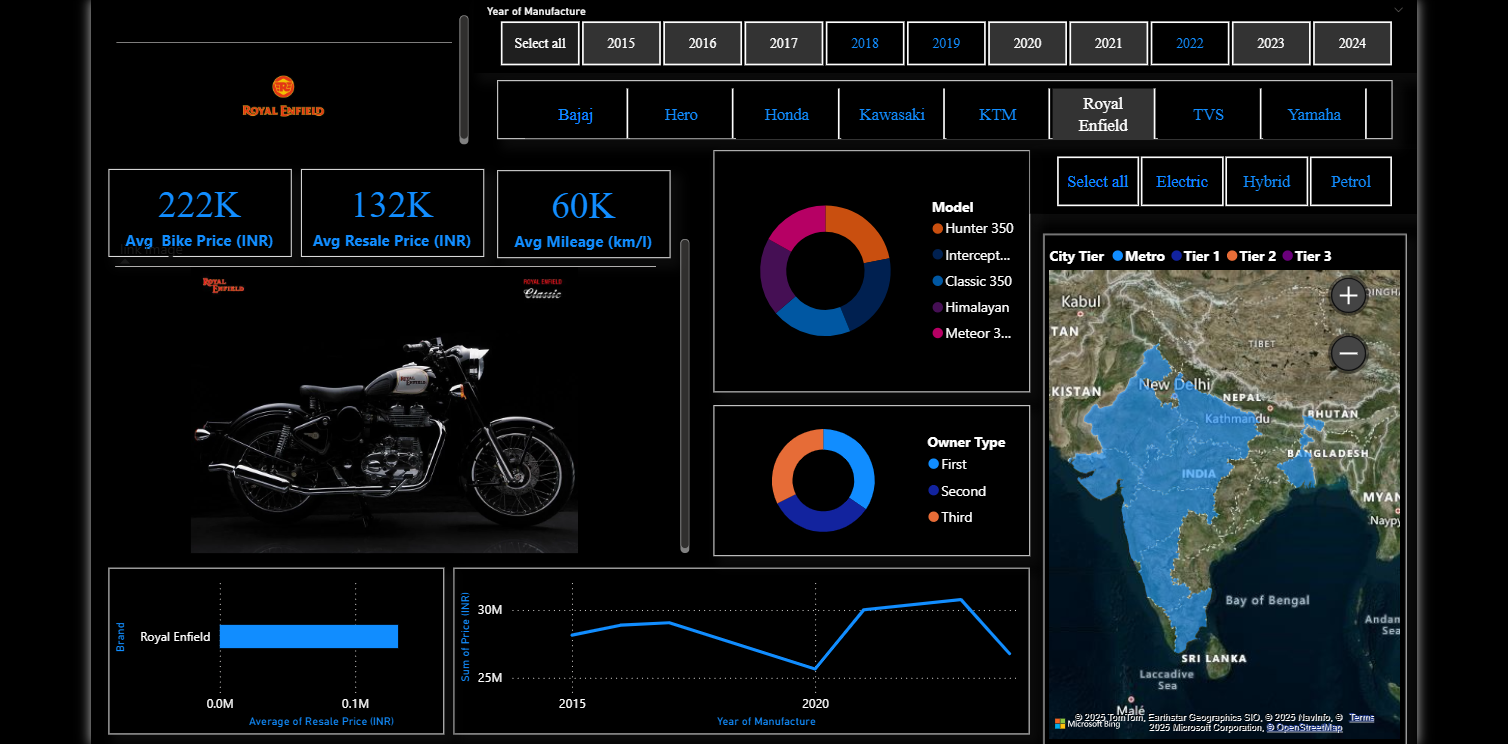 Year of Manufacture
Select all
2015
2016
2017
2018
2019
2020
2021
2022
2023
2024
ROYAL ENFIELD
Bajaj
Hero
Honda
Kawasaki
KTM
Royal
Enfield
TVS
Yamaha
Select all
Electric
Hybrid
Petrol
222K
Avg Bike Price (INR)
132K
Avg Resale Price (INR)
60K
Avg Mileage (km/l)
ROYAL
ENFIELD
ROYAL ENFIELD
Classic
ROYAL ENFIELD
Model
Hunter 350
Intercept...
Classic 350
Himalayan
Meteor 3...
Owner Type
First
Second
Third
City Tier
Metro
Tier 1
Tier 2
Tier 3
+
−
Kabul
QINGH
TAN
TIBET
New Delhi
KISTAN
NEPAL
Kathmandu
BHUTAN
BANGLADESH
INDIA
MYAN
Naypy
Bay of Bengal
Andam
Sea
SRI LANKA
Laccadive
Sea
Malé
Microsoft Bing
© 2025 TomTom, Earthstar Geographics SIO, © 2025 NavInfo, © Terms
2025 Microsoft Corporation, © OpenStreetMap
Brand
Royal Enfield
0.0M
0.1M
Average of Resale Price (INR)
Sum of Price (INR)
30M
25M
2015
2020
Year of Manufacture